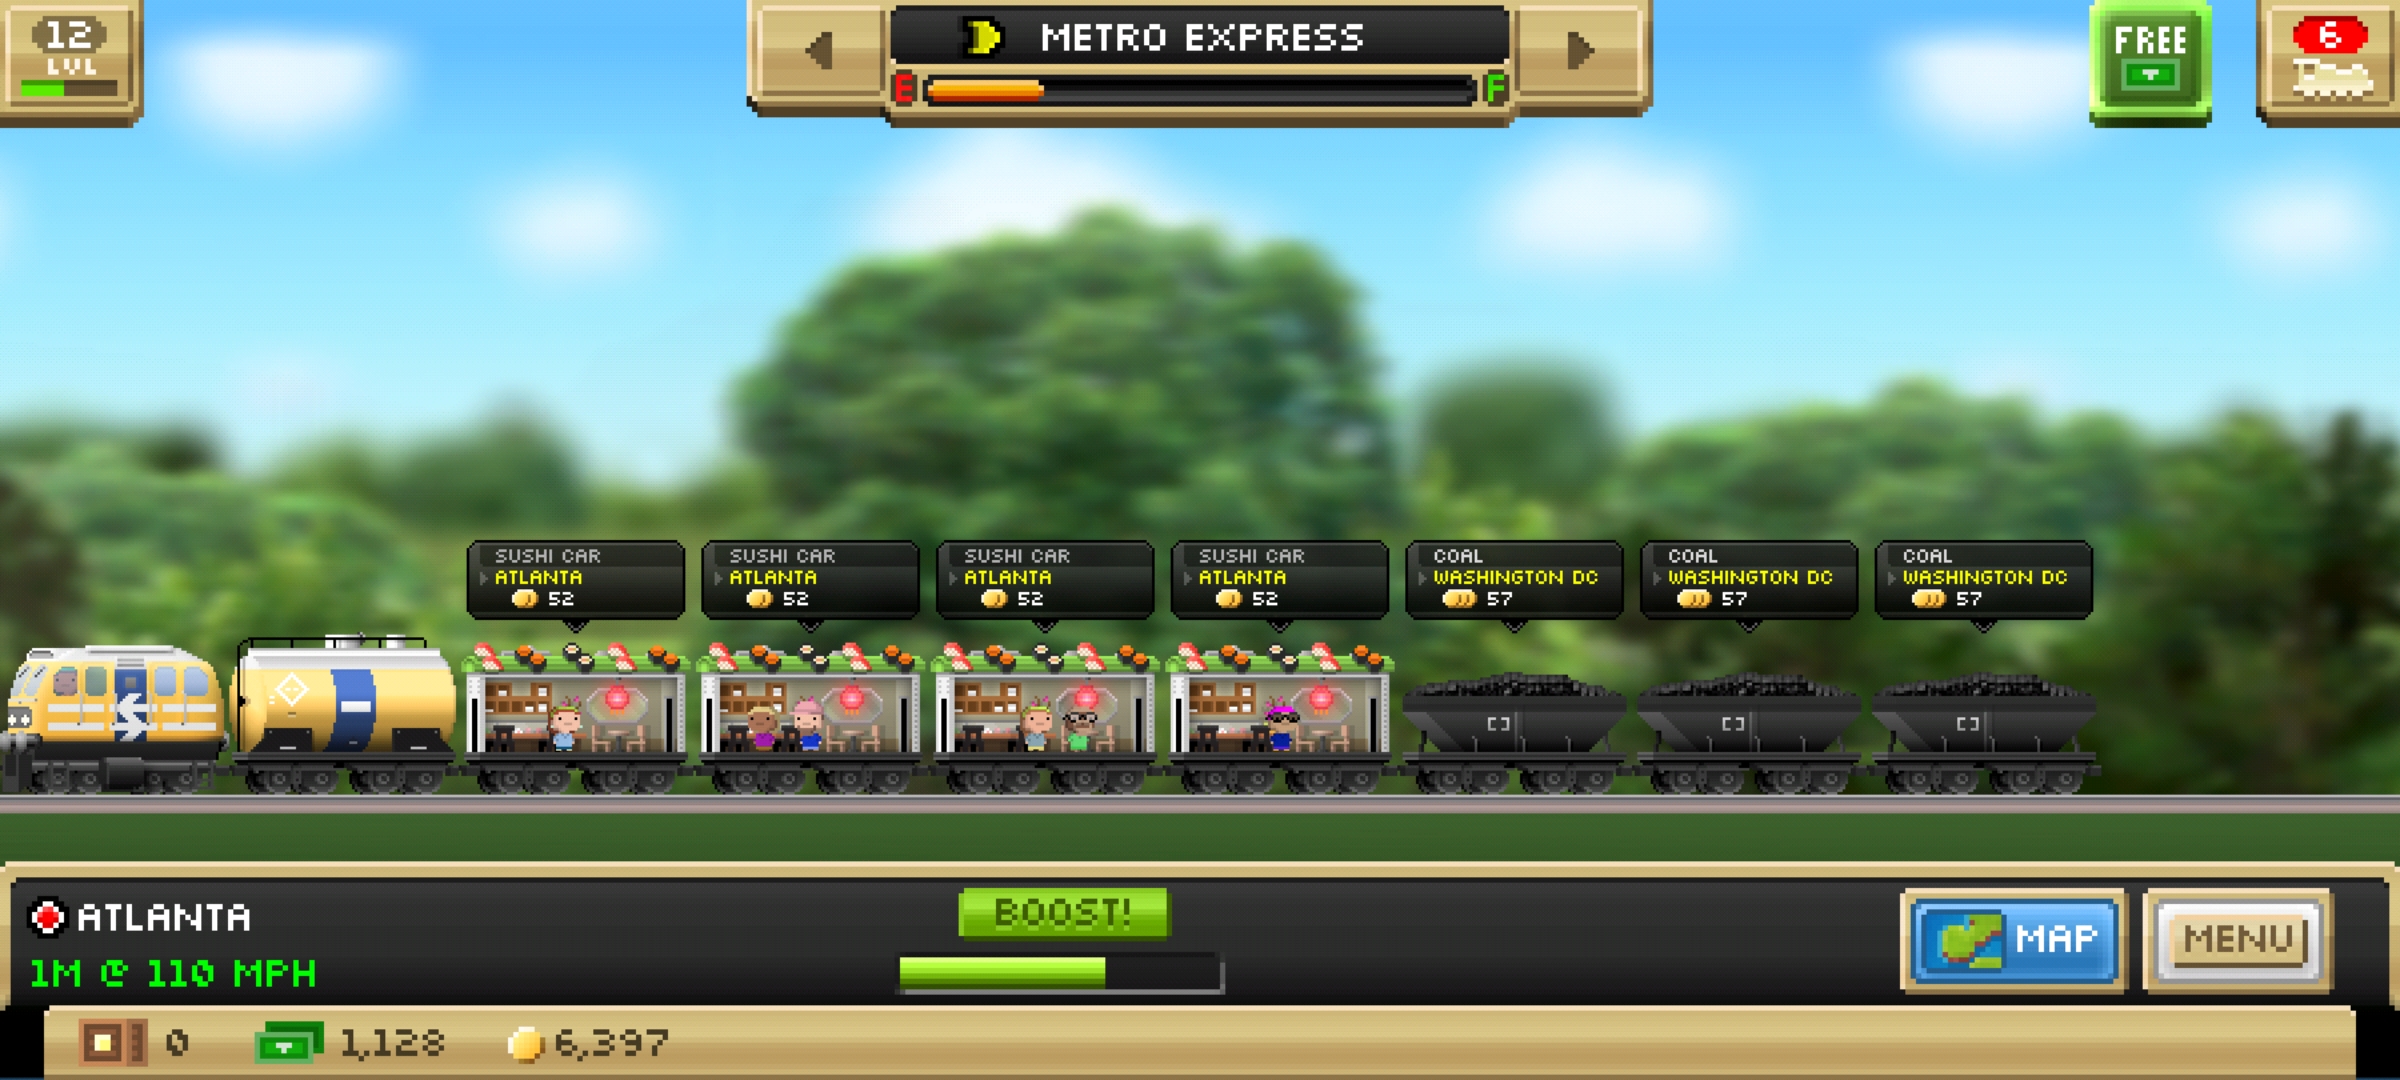 12
LVL
METRO EXPRESS
E F
FREE
6
SUSHI CAR
ATLANTA
52
SUSHI CAR
ATLANTA
52
SUSHI CAR
ATLANTA
52
SUSHI CAR
ATLANTA
52
COAL
WASHINGTON DC
57
COAL
WASHINGTON DC
57
COAL
WASHINGTON DC
57
ATLANTA
1M @ 110 MPH
BOOST!
MAP
MENU
0
1,128
6,397